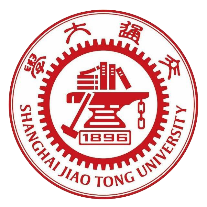 交通大學
1896
SHANGHAI JIAO TONG UNIVERSITY